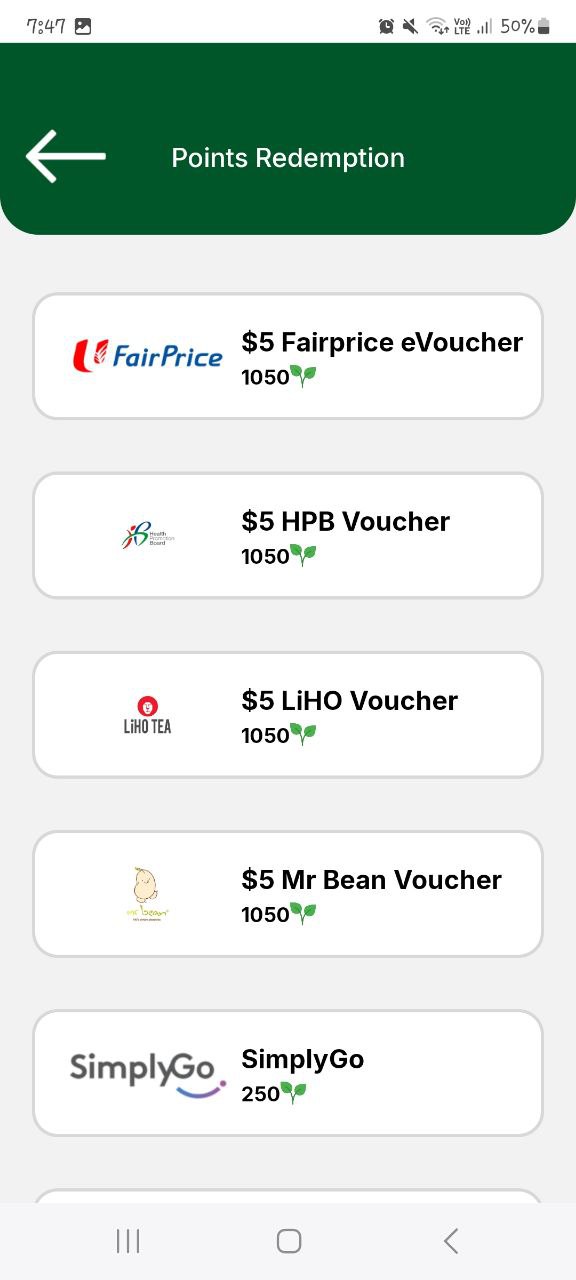 7:47
Vo))
LTE
50%
Points Redemption
FairPrice
$5 Fairprice eVoucher
1050
Health
Promotion
Board
$5 HPB Voucher
1050
LiHO TEA
$5 LiHO Voucher
1050
mr bean
$5 Mr Bean Voucher
1050
SimplyGo
SimplyGo
250